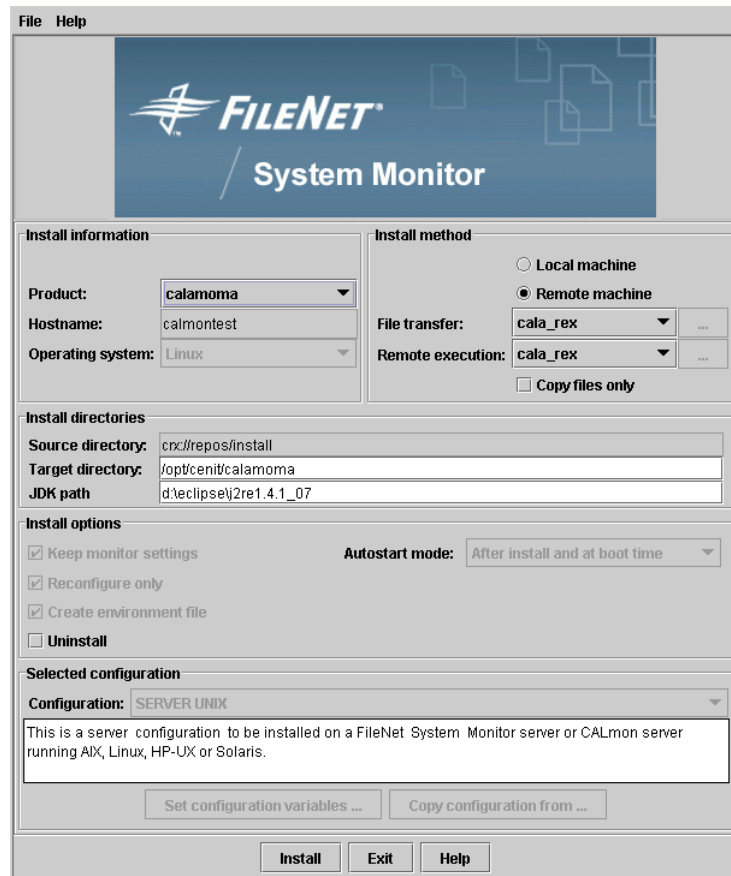 File Help
FILENET®
TM
System Monitor
Install information
Product: calamoma
Hostname: calmontest
Operating system: Linux
Install method
Local machine
Remote machine
File transfer: cala_rex ...
Remote execution: cala_rex ...
Copy files only
Install directories
Source directory: crx://repos/install
Target directory: /opt/cenit/calamoma
JDK path d:\eclipse\j2re1.4.1_07
Install options
Keep monitor settings Autostart mode: After install and at boot time
Reconfigure only
Create environment file
Uninstall
Selected configuration
Configuration: SERVER UNIX
This is a server configuration to be installed on a FileNet System Monitor server or CALmon server
running AIX, Linux, HP-UX or Solaris.
Set configuration variables ... Copy configuration from ...
Install Exit Help